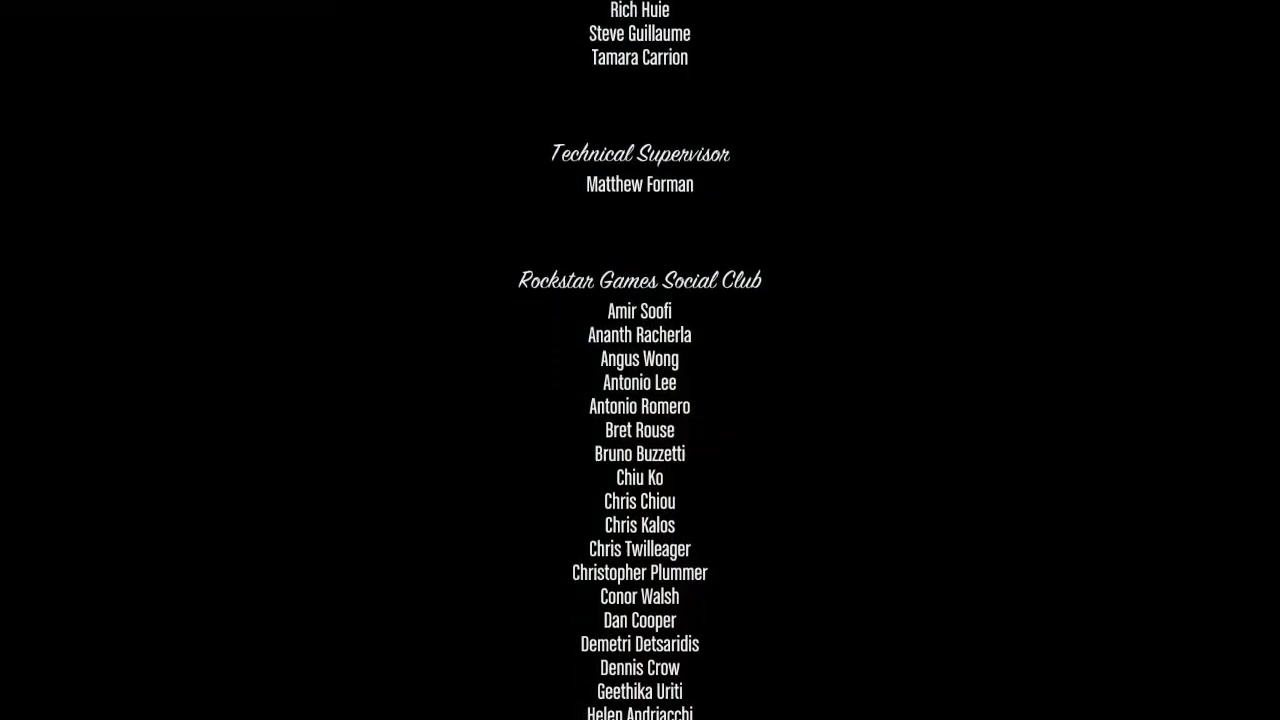 Rich Huie
Steve Guillaume
Tamara Carrion
Technical Supervisor
Matthew Forman
Rockstar Games Social Club
Amir Soofi
Ananth Racherla
Angus Wong
Antonio Lee
Antonio Romero
Bret Rouse
Bruno Buzzetti
Chiu Ko
Chris Chiou
Chris Kalos
Chris Twilleager
Christopher Plummer
Conor Walsh
Dan Cooper
Demetri Detsaridis
Dennis Crow
Geethika Uriti
Helen Andriacchi